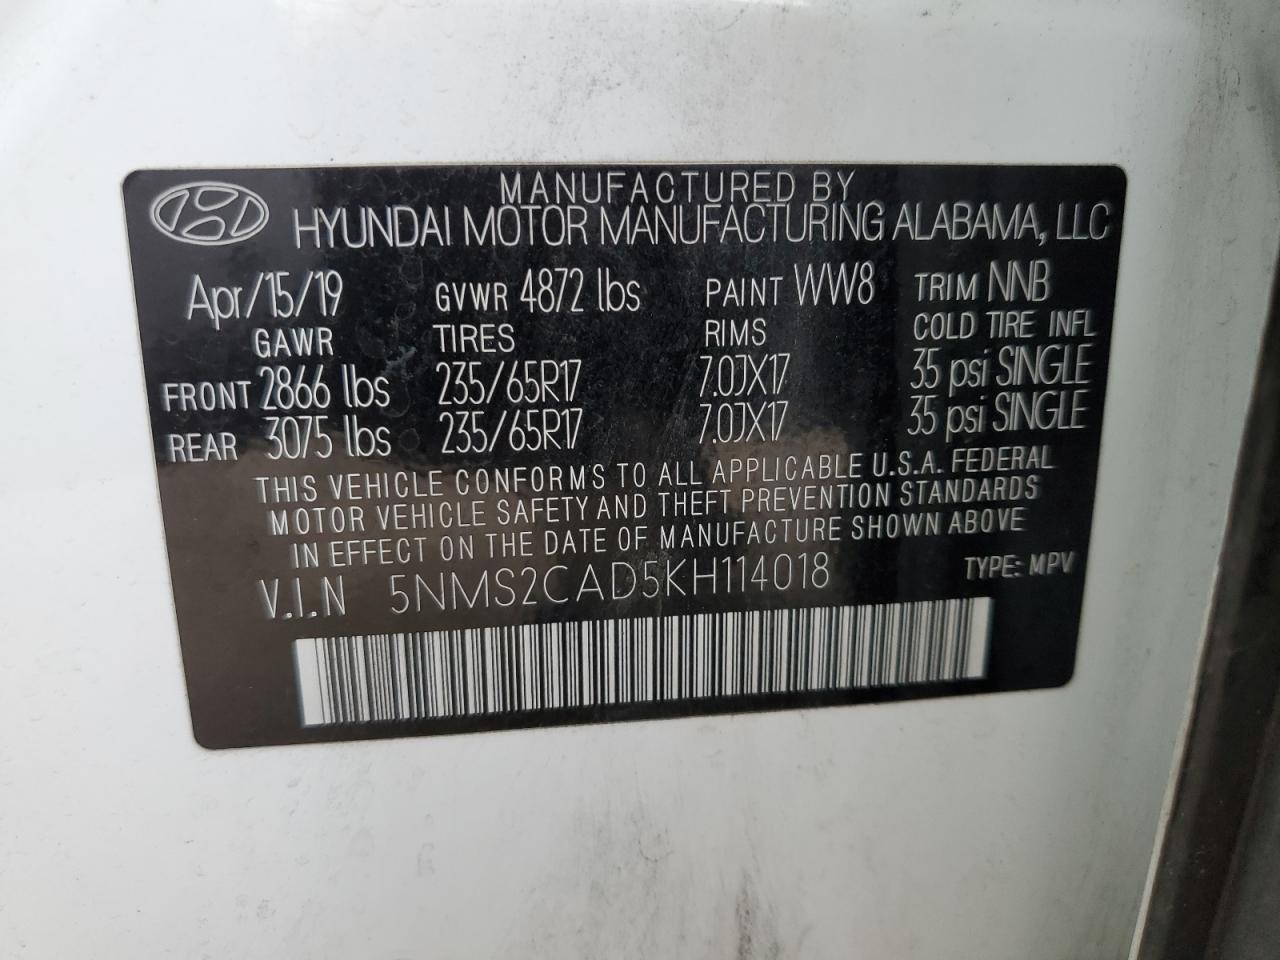 MANUFACTURED BY
HYUNDAI MOTOR MANUFACTURING ALABAMA, LLC
Apr/15/19 GVWR 4872 lbs PAINT WW8 TRIM NNB
GAWR TIRES RIMS COLD TIRE INFL
FRONT 2866 lbs 235/65R17 7.0JX17 35 psi SINGLE
REAR 3075 lbs 235/65R17 7.0JX17 35 psi SINGLE
THIS VEHICLE CONFORMS TO ALL APPLICABLE U.S.A. FEDERAL
MOTOR VEHICLE SAFETY AND THEFT PREVENTION STANDARDS
IN EFFECT ON THE DATE OF MANUFACTURE SHOWN ABOVE
V.I.N 5NMS2CAD5KH114018 TYPE: MPV